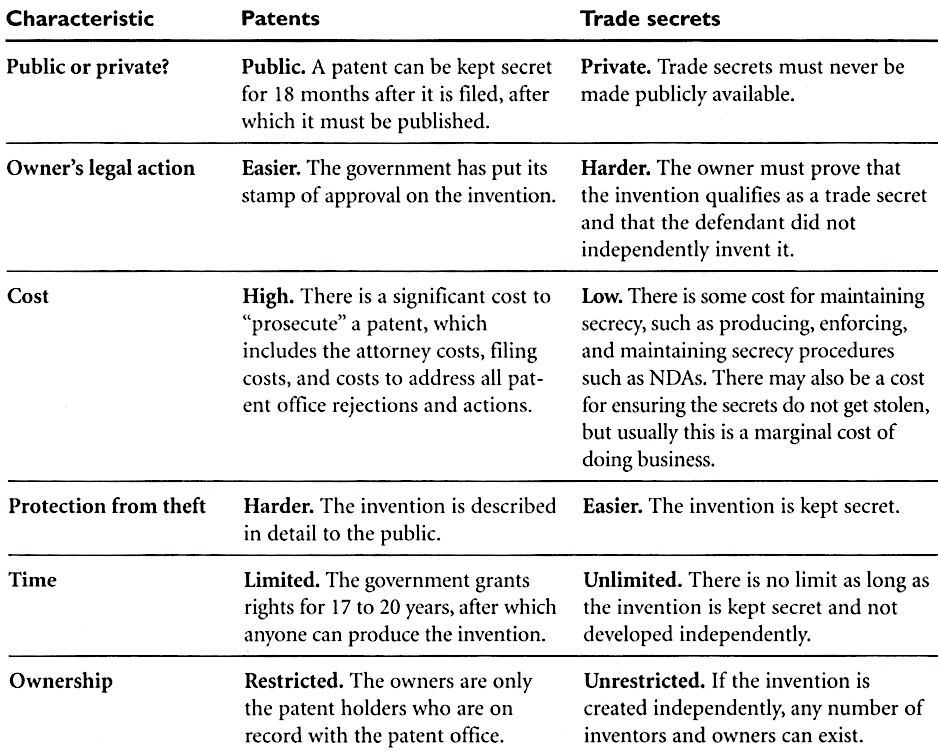 Characteristic Patents Trade secrets
Public or private?
Public. A patent can be kept secret
for 18 months after it is filed, after
which it must be published.
Private. Trade secrets must never be
made publicly available.
Owner's legal action
Easier. The government has put its
stamp of approval on the invention.
Harder. The owner must prove that
the invention qualifies as a trade secret
and that the defendant did not
independently invent it.
Cost
High. There is a significant cost to
“prosecute” a patent, which
includes the attorney costs, filing
costs, and costs to address all pat-
ent office rejections and actions.
Low. There is some cost for maintaining
secrecy, such as producing, enforcing,
and maintaining secrecy procedures
such as NDAs. There may also be a cost
for ensuring the secrets do not get stolen,
but usually this is a marginal cost of
doing business.
Protection from theft
Harder. The invention is described
in detail to the public.
Easier. The invention is kept secret.
Time
Limited. The government grants
rights for 17 to 20 years, after which
anyone can produce the invention.
Unlimited. There is no limit as long as
the invention is kept secret and not
developed independently.
Ownership
Restricted. The owners are only
the patent holders who are on
record with the patent office.
Unrestricted. If the invention is
created independently, any number of
inventors and owners can exist.